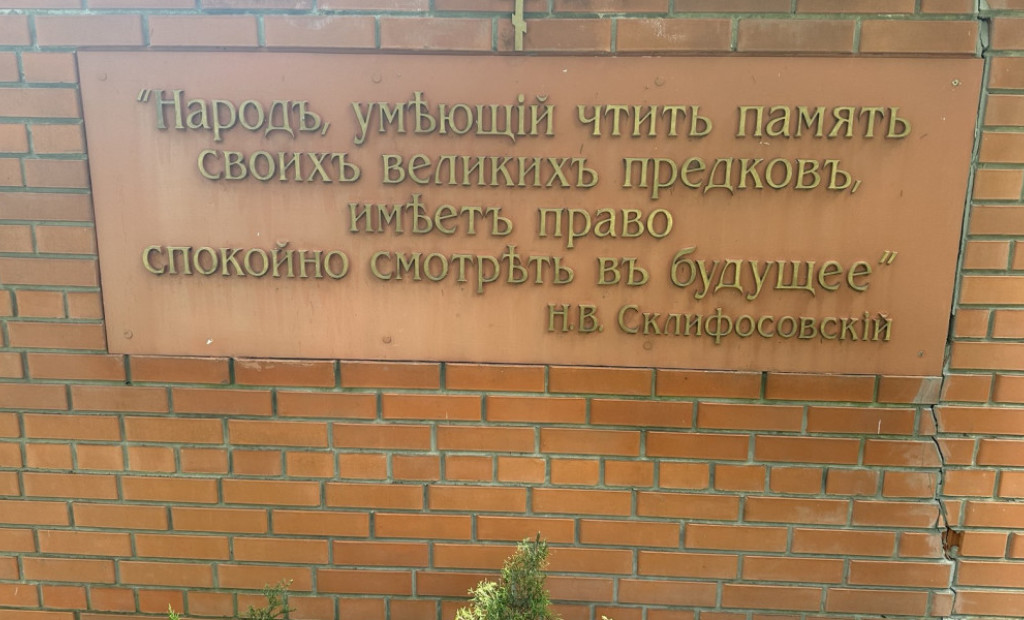 "Народъ, умѣющій чтить память
своихъ великихъ предковъ,
имѣетъ право
спокойно смотрѣть въ будущее"
Н.В. Склифосовскій